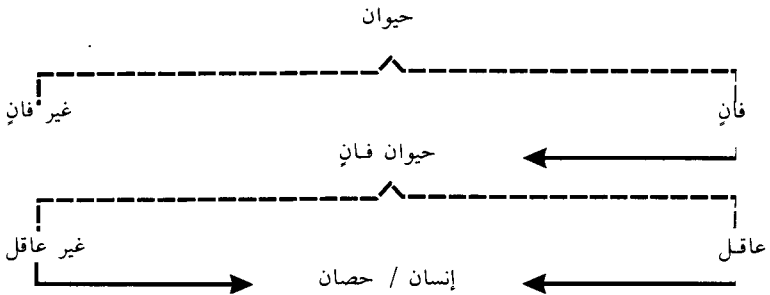 حيوان
فانٍ غير فانٍ
حيوان فانٍ
عاقل غير عاقل
إنسان / حصان